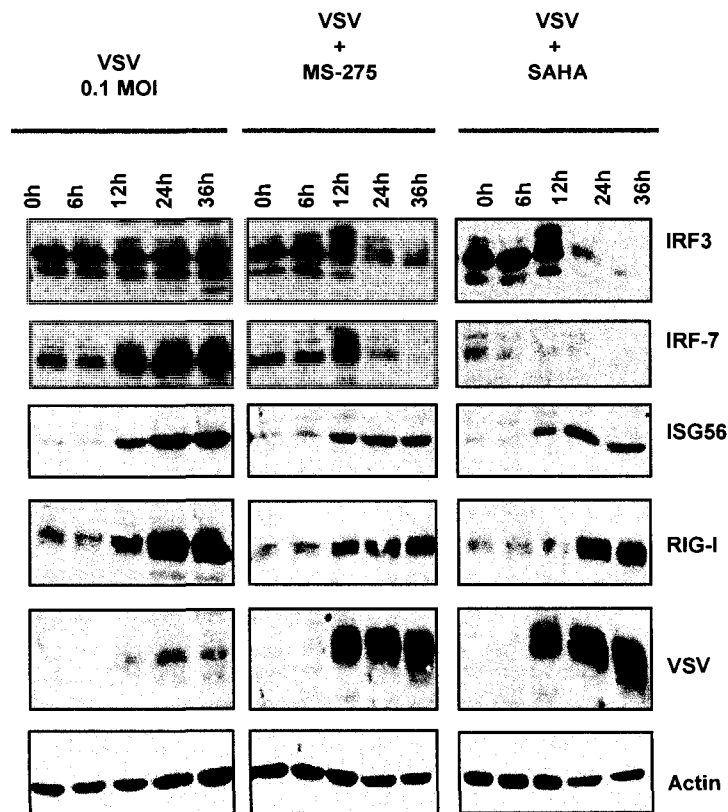 VSV
0.1 MOI
VSV
+
MS-275
VSV
+
SAHA
0h 6h 12h 24h 36h
0h 6h 12h 24h 36h
0h 6h 12h 24h 36h
IRF3
IRF-7
ISG56
RIG-I
VSV
Actin